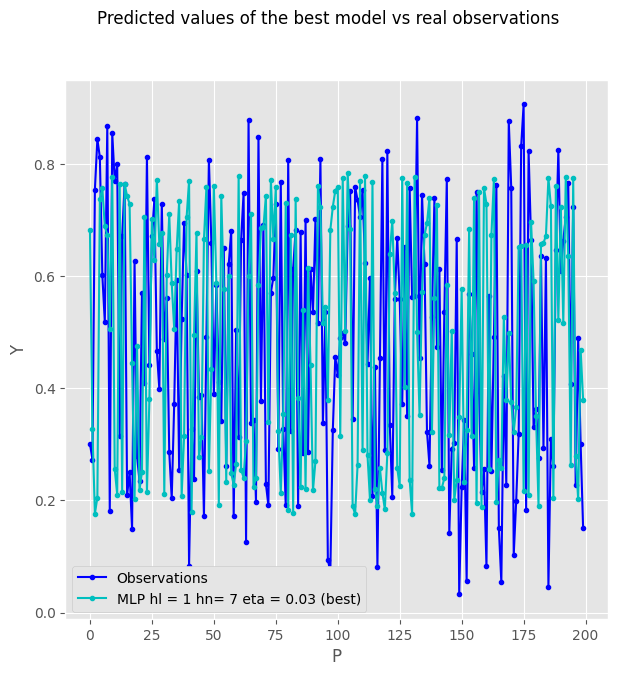 Predicted values of the best model vs real observations
Y
0.8
0.6
0.4
0.2
0.0
Observations
MLP hl = 1 hn= 7 eta = 0.03 (best)
0 25 50 75 100 125 150 175 200
P